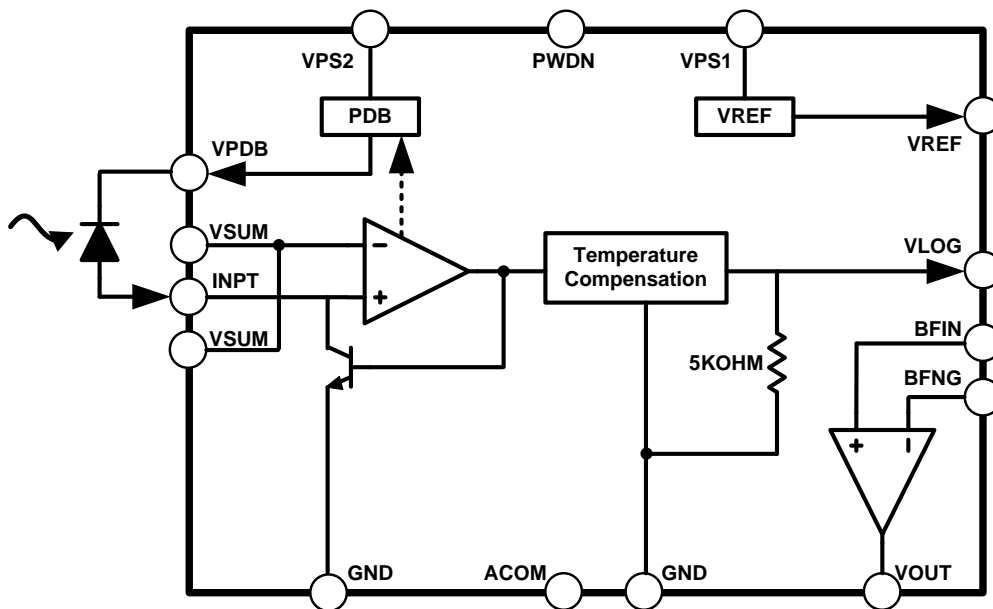 VPS2
PWDN
VPS1
PDB
VREF
VREF
VPDB
VSUM
INPT
VSUM
Temperature
Compensation
VLOG
BFIN
BFNG
5KOHM
GND
ACOM
GND
VOUT